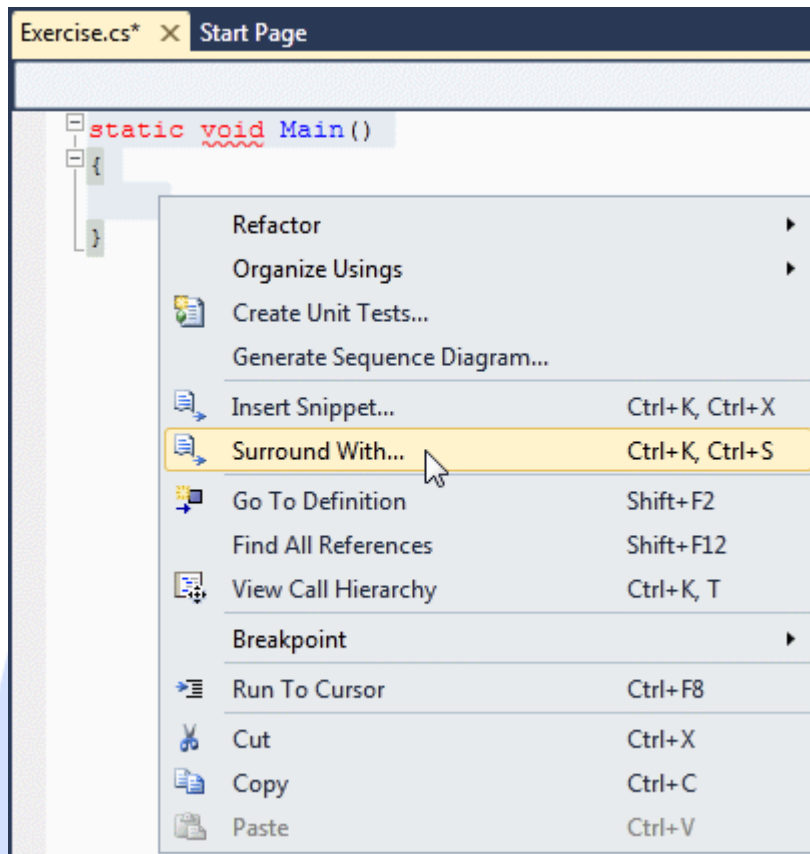 Exercise.cs* Start Page
static void Main()
{
}
Refactor
Organize Usings
Create Unit Tests...
Generate Sequence Diagram...
Insert Snippet... Ctrl+K, Ctrl+X
Surround With... Ctrl+K, Ctrl+S
Go To Definition Shift+F2
Find All References Shift+F12
View Call Hierarchy Ctrl+K, T
Breakpoint
Run To Cursor Ctrl+F8
Cut Ctrl+X
Copy Ctrl+C
Paste Ctrl+V